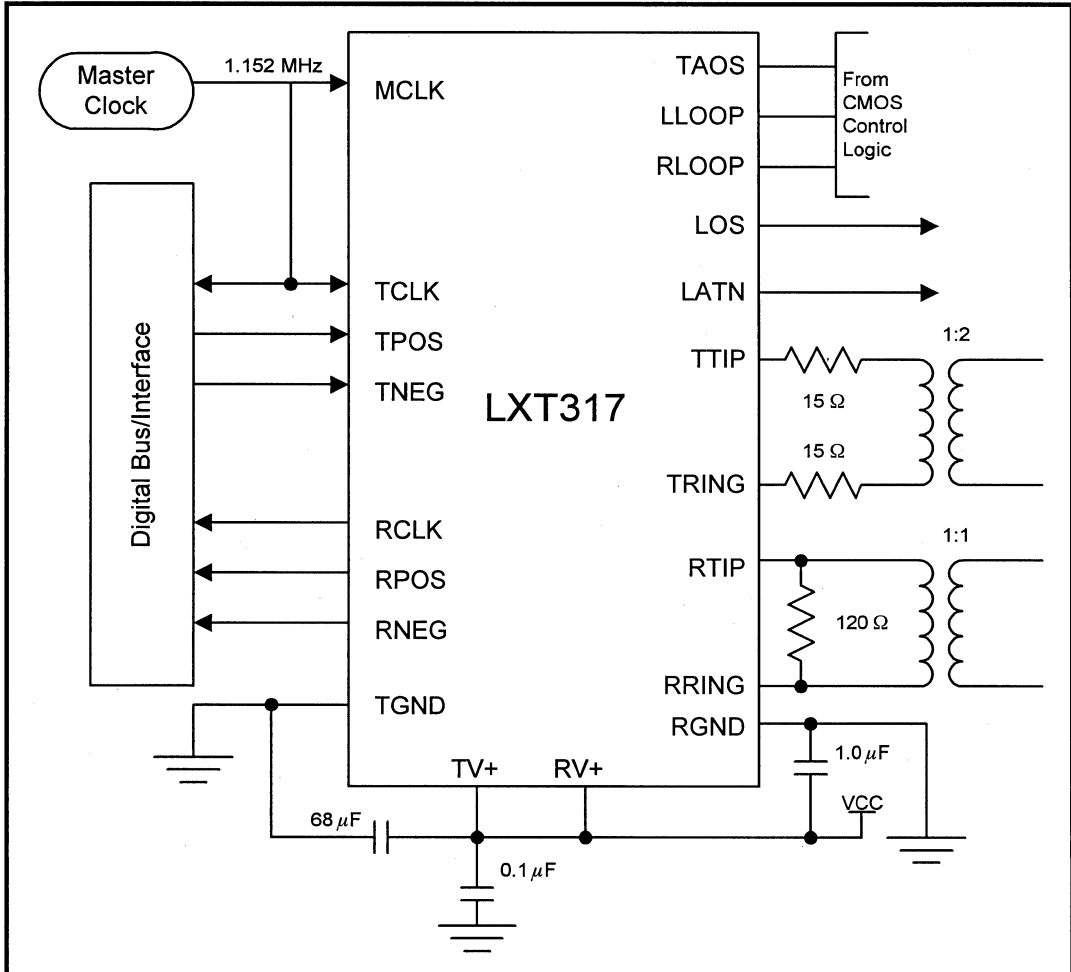 Master
Clock
1.152 MHz
MCLK
TCLK
TPOS
TNEG
RCLK
RPOS
RNEG
TGND
Digital Bus/Interface
LXT317
TV+
RV+
TAOS
LLOOP
RLOOP
From
CMOS
Control
Logic
LOS
LATN
TTIP
15 Ω
15 Ω
TRING
1:2
RTIP
120 Ω
RRING
1:1
RGND
1.0 µF
VCC
68 µF
0.1 µF